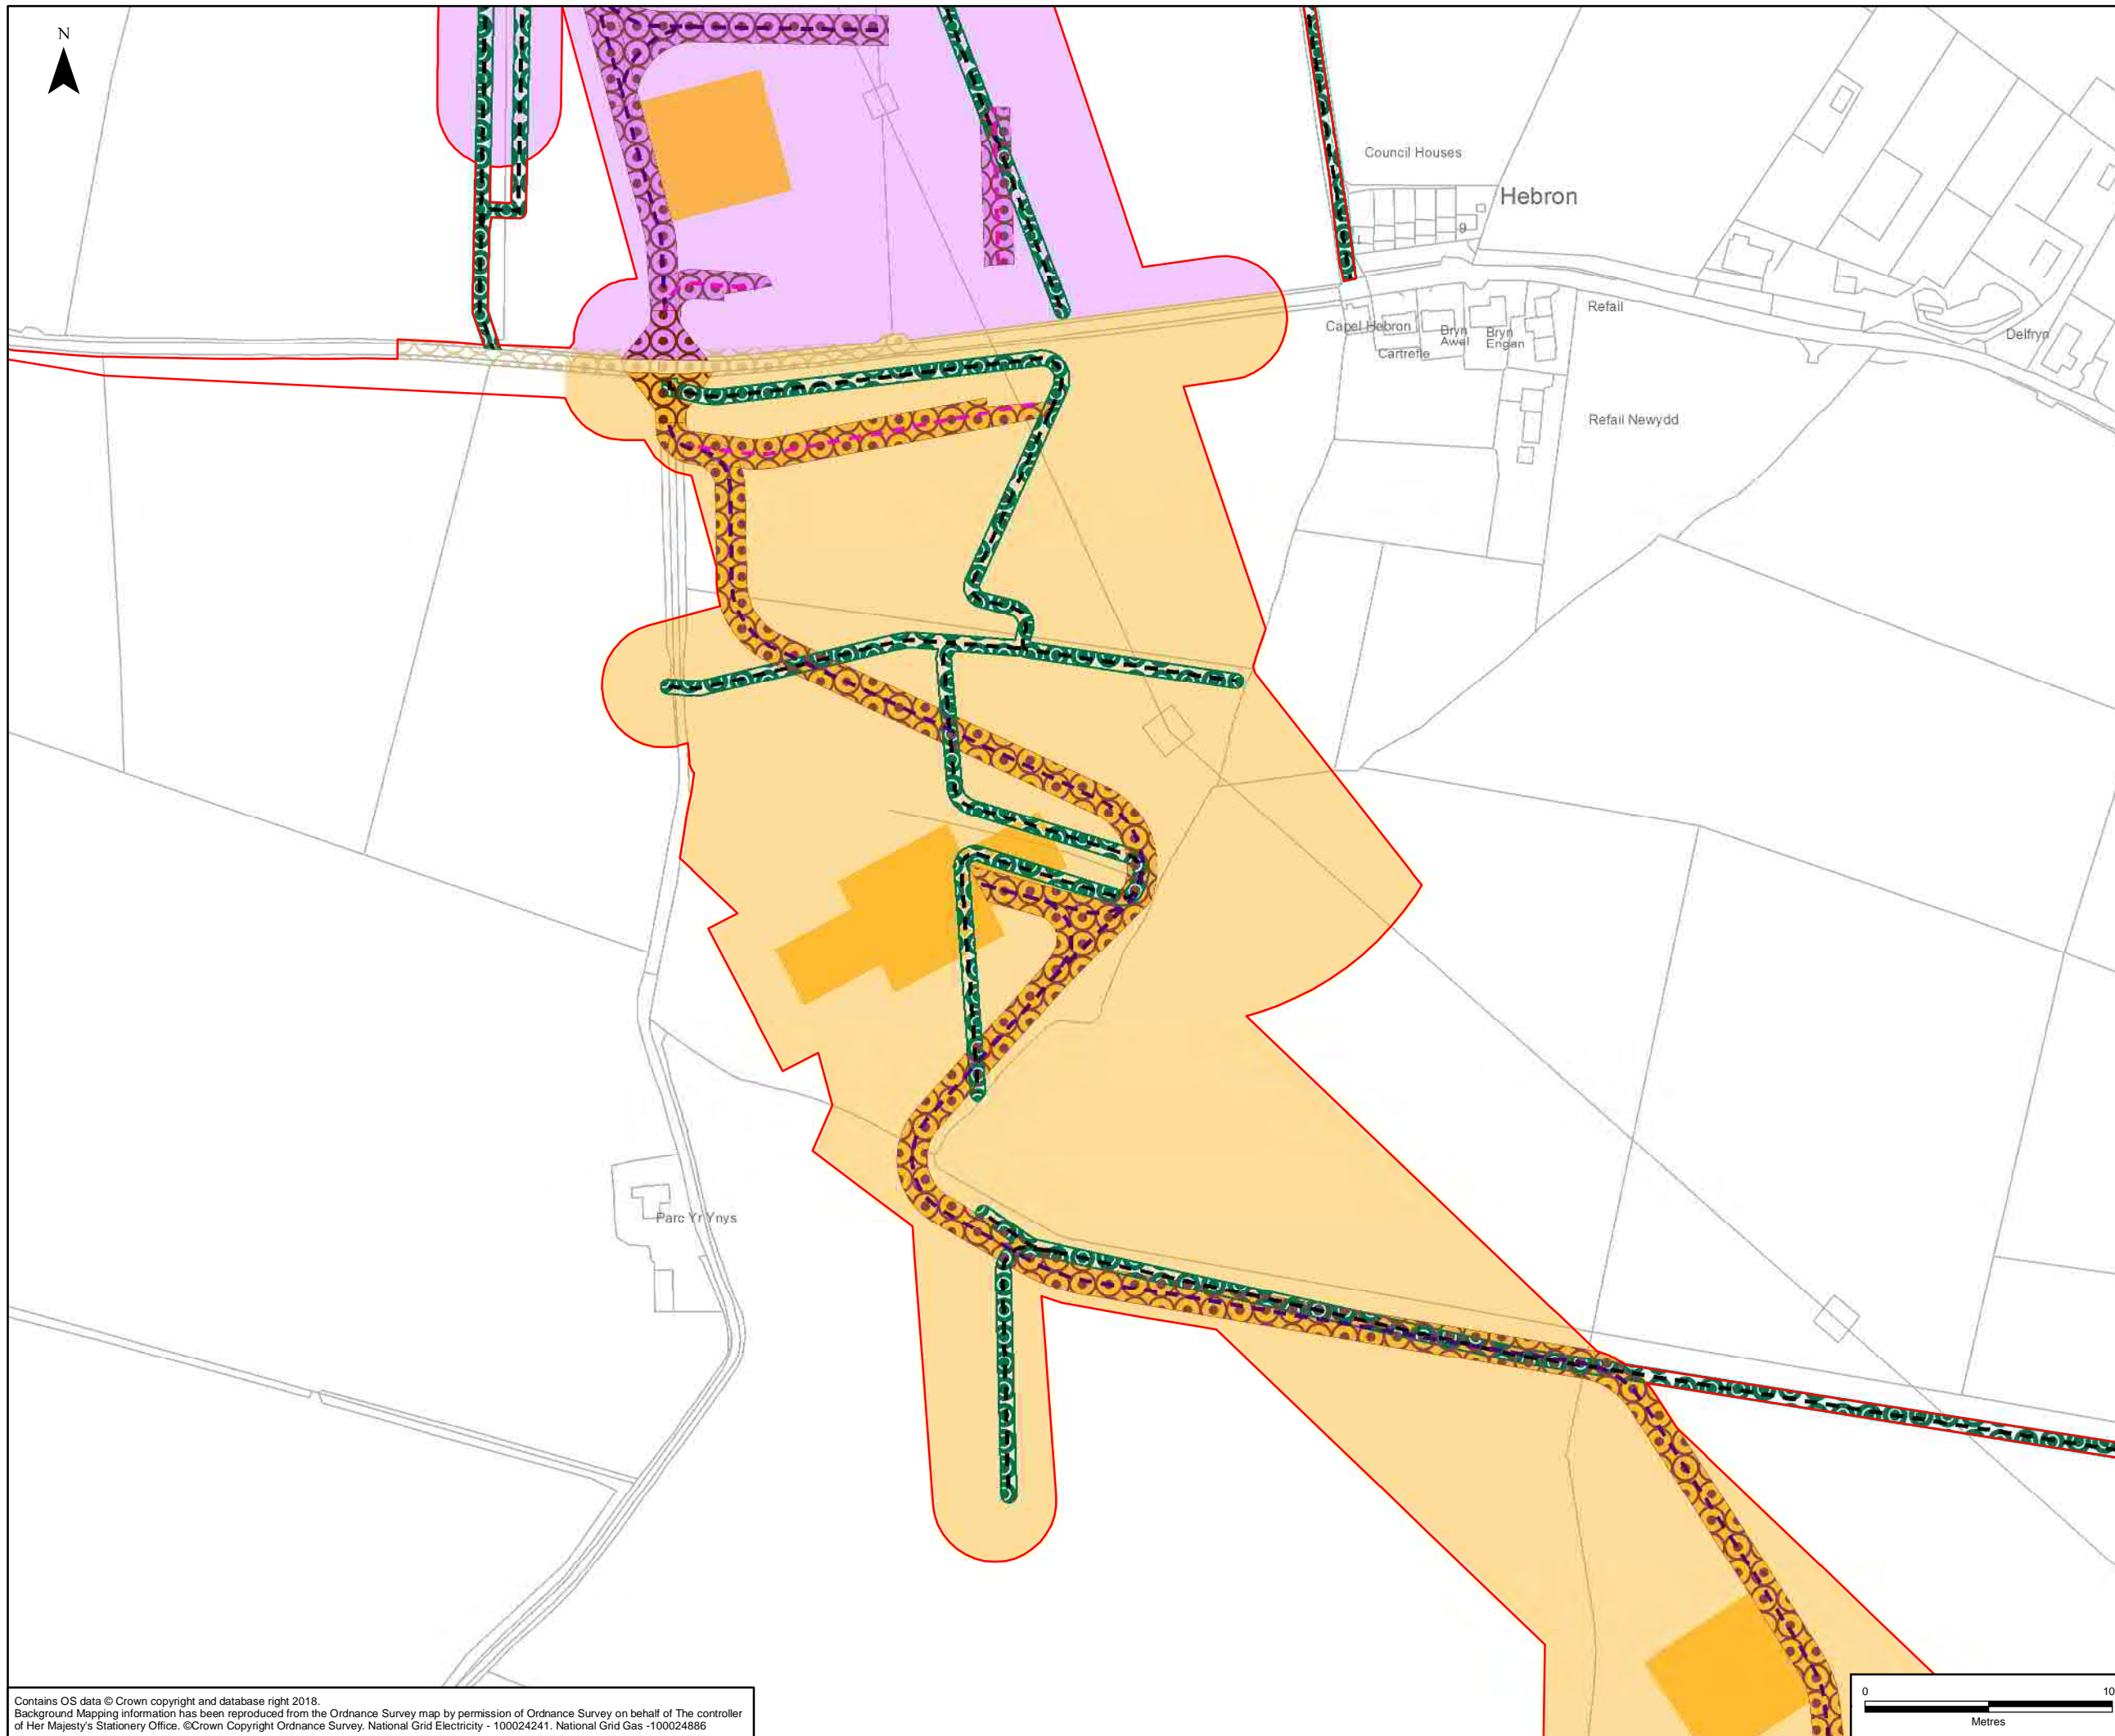 N
Council Houses
Hebron
9
1
Refail
Capel Hebron
Bryn
Awel
Bryn
Engan
Delfryn
Cartrefle
Refail Newydd
Parc Yr Ynys
Contains OS data © Crown copyright and database right 2018.
Background Mapping information has been reproduced from the Ordnance Survey map by permission of Ordnance Survey on behalf of The controller
of Her Majesty's Stationery Office. ©Crown Copyright Ordnance Survey. National Grid Electricity - 100024241. National Grid Gas -100024886
0
10
Metres